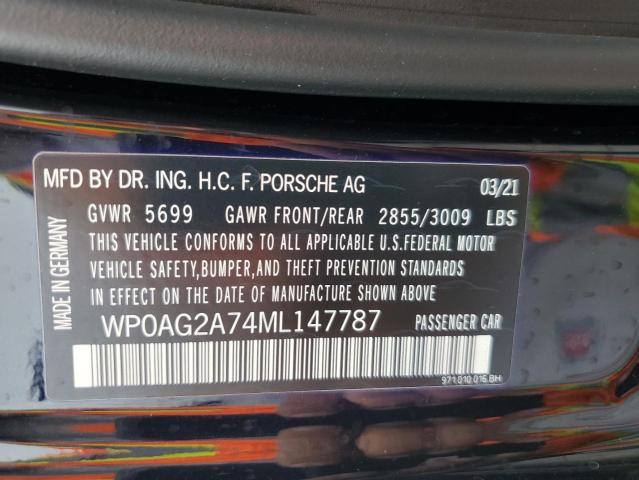 MFD BY DR. ING. H.C. F. PORSCHE AG 03/21
GVWR 5699 GAWR FRONT/REAR 2855/3009 LBS
THIS VEHICLE CONFORMS TO ALL APPLICABLE U.S.FEDERAL MOTOR
VEHICLE SAFETY,BUMPER,AND THEFT PREVENTION STANDARDS
IN EFFECT ON THE DATE OF MANUFACTURE SHOWN ABOVE.
WP0AG2A74ML147787 PASSENGER CAR
971.010.016.BH
MADE IN GERMANY